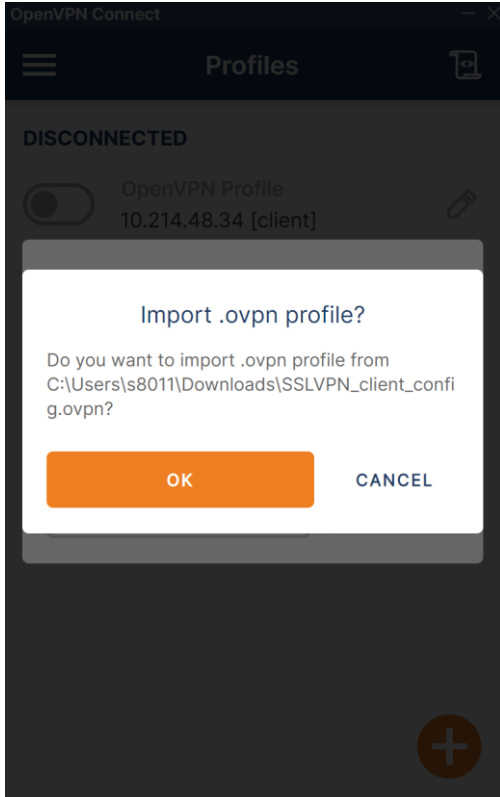 OpenVPN Connect
Profiles
DISCONNECTED
OpenVPN Profile
10.214.48.34 [client]
Import .ovpn profile?
Do you want to import .ovpn profile from
C:\Users\s8011\Downloads\SSLVPN_client_confi
g.ovpn?
OK
CANCEL